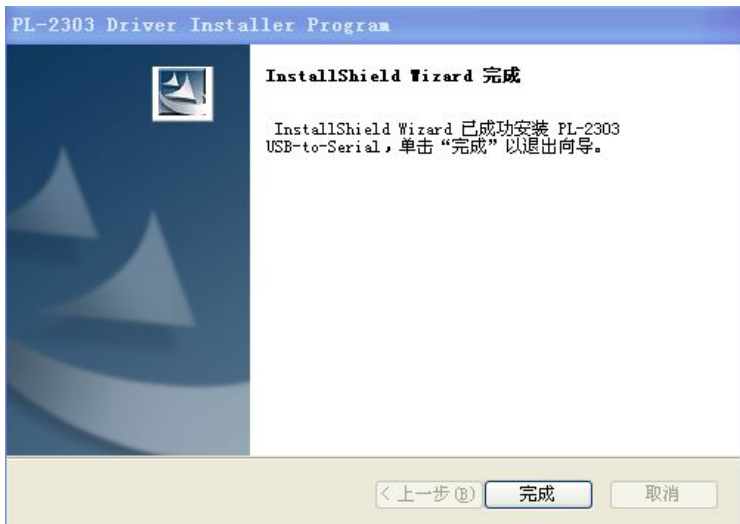 PL-2303 Driver Installer Program
InstallShield Wizard 完成
InstallShield Wizard 已成功安装 PL-2303
USB-to-Serial，单击“完成”以退出向导。
< 上一步(B)
完成
取消